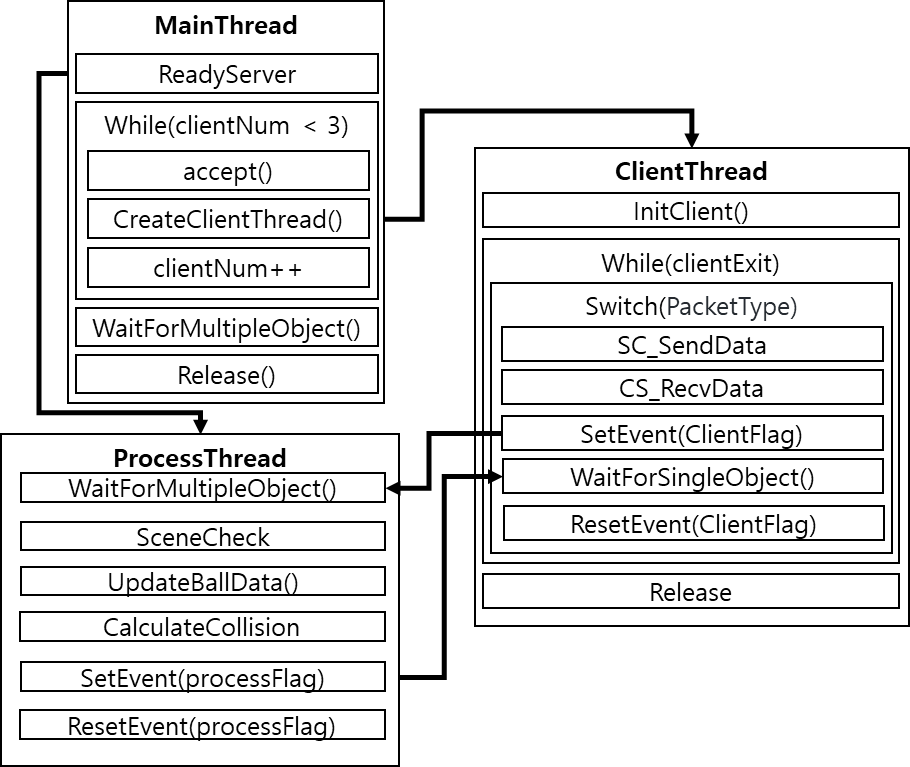 MainThread
ReadyServer
While(clientNum < 3)
accept()
CreateClientThread()
clientNum++
WaitForMultipleObject()
Release()
ClientThread
InitClient()
While(clientExit)
Switch(PacketType)
SC_SendData
CS_RecvData
SetEvent(ClientFlag)
WaitForSingleObject()
ResetEvent(ClientFlag)
Release
ProcessThread
WaitForMultipleObject()
SceneCheck
UpdateBallData()
CalculateCollision
SetEvent(processFlag)
ResetEvent(processFlag)